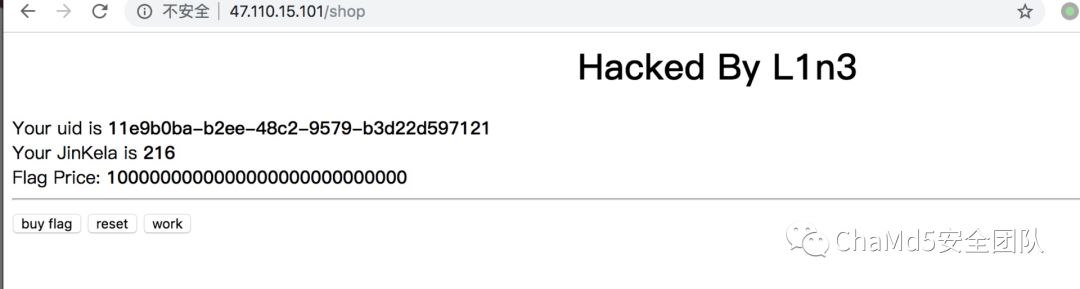 不安全 | 47.110.15.101/shop
Hacked By L1n3
Your uid is 11e9b0ba-b2ee-48c2-9579-b3d22d597121
Your JinKela is 216
Flag Price: 1000000000000000000000000000
buy flag reset work
ChaMd5安全团队